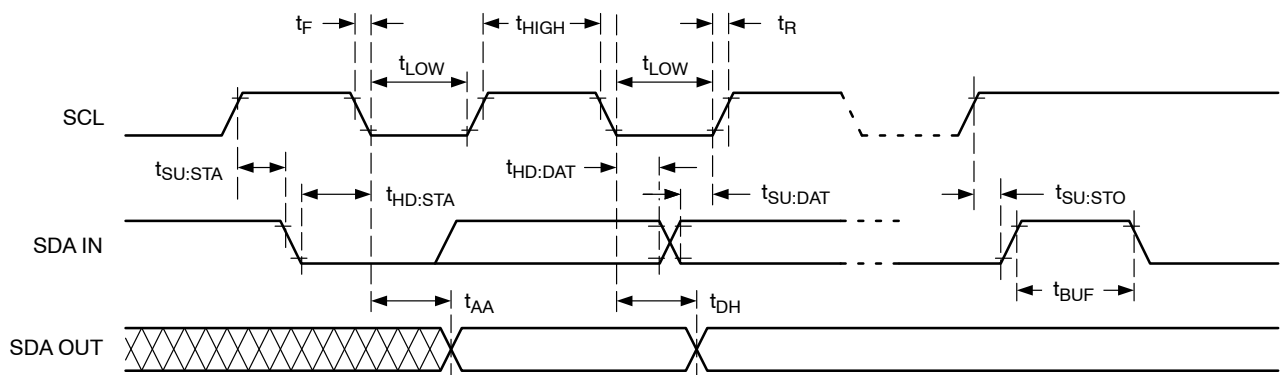 tF
tHIGH
tR
tLOW
tLOW
SCL
tSU:STA
tHD:STA
tHD:DAT
tSU:DAT
tSU:STO
SDA IN
tBUF
tAA
tDH
SDA OUT